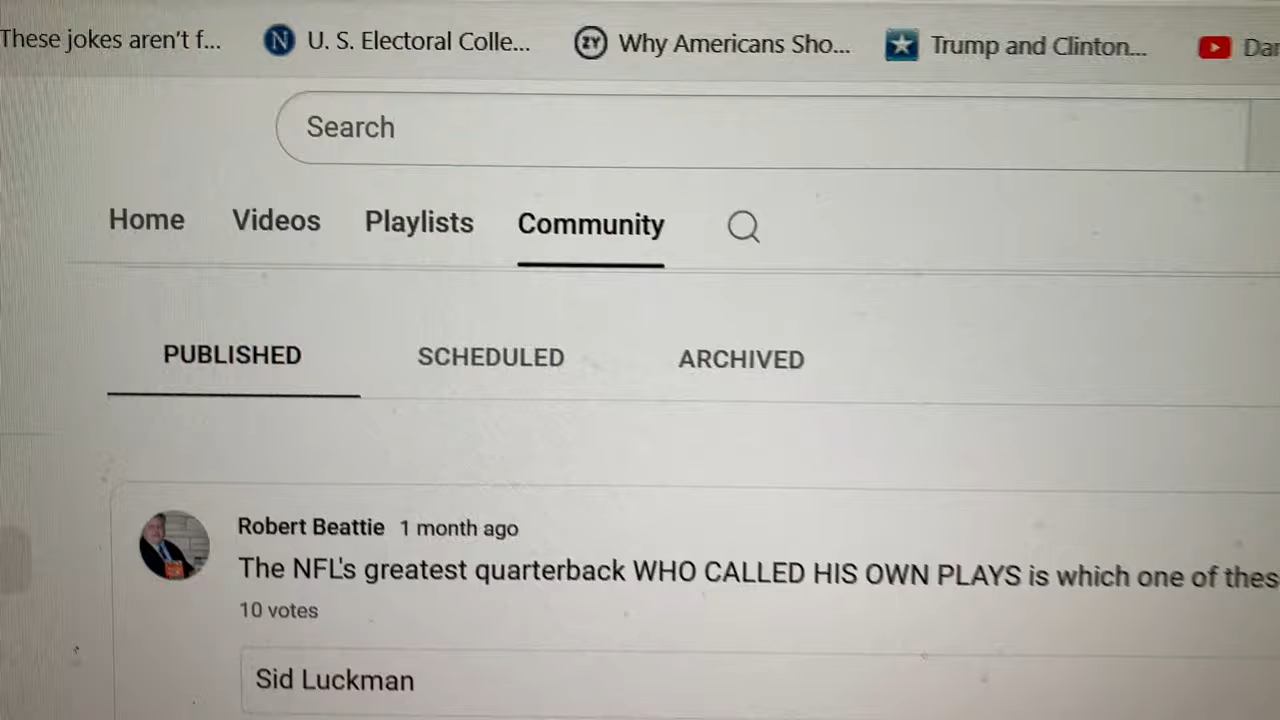 These jokes aren't f... N U. S. Electoral Colle... ZY Why Americans Sho... Trump and Clinton... Dar
Search
Home Videos Playlists Community
PUBLISHED SCHEDULED ARCHIVED
Robert Beattie 1 month ago
The NFL's greatest quarterback WHO CALLED HIS OWN PLAYS is which one of thes
10 votes
Sid Luckman